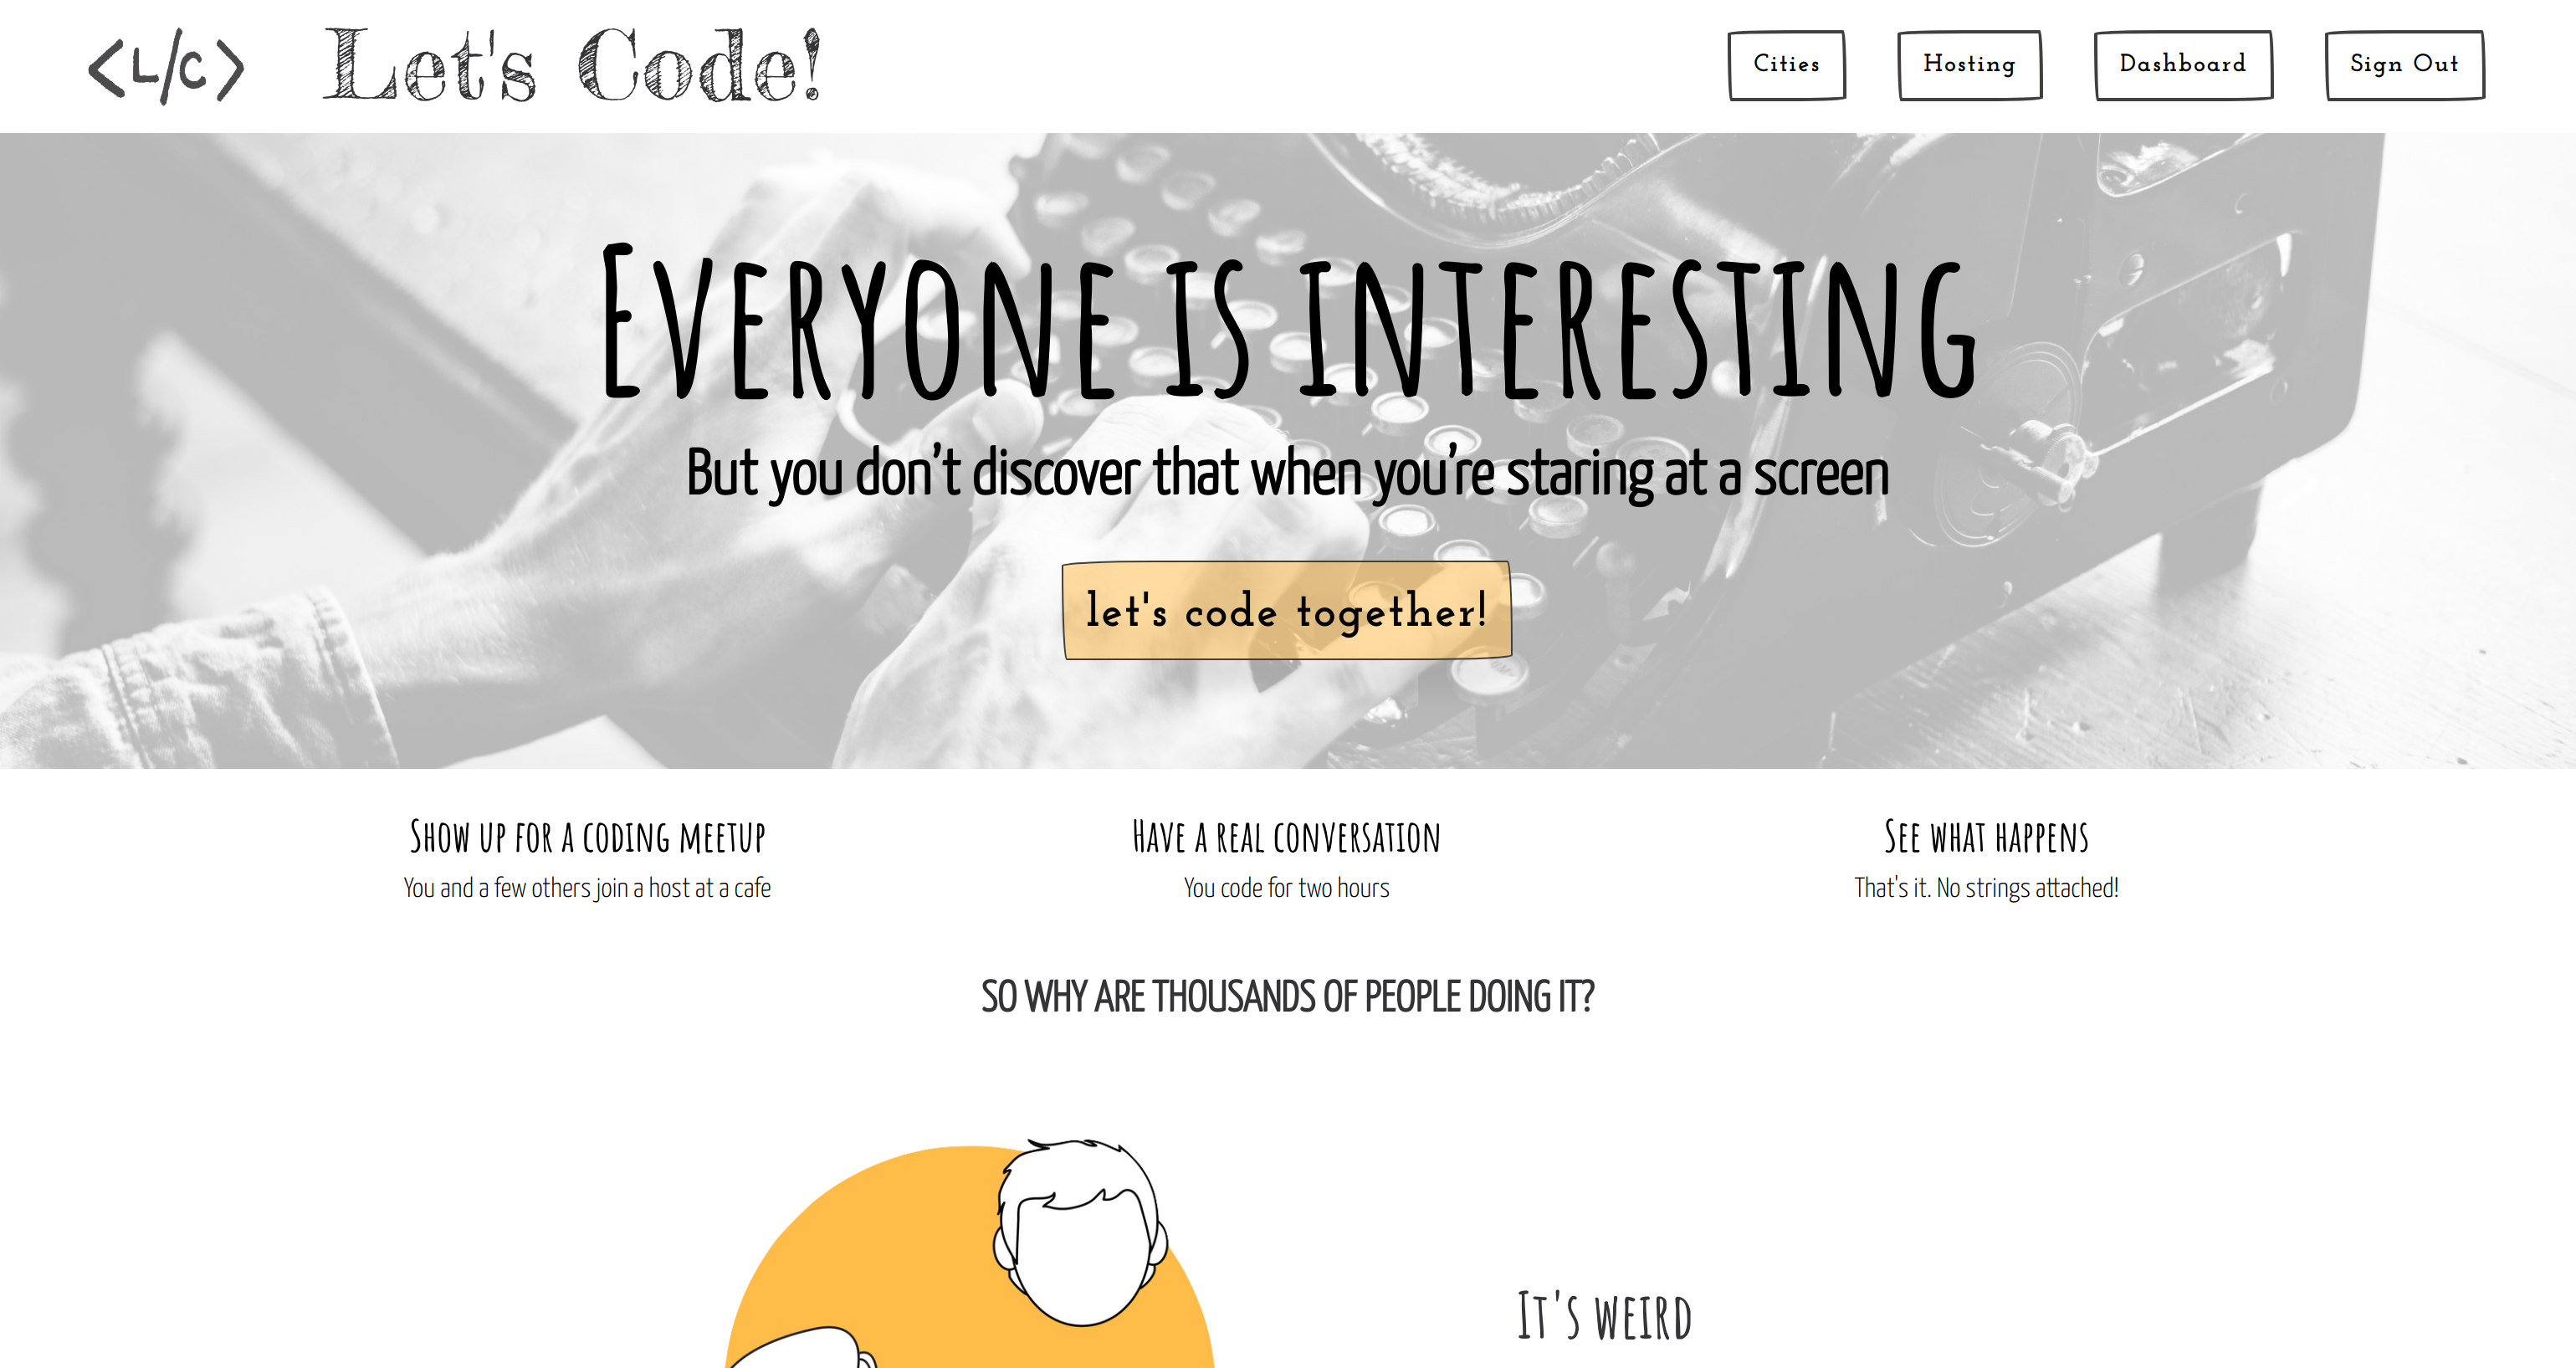 <L/C>
Let's Code!
Cities
Hosting
Dashboard
Sign Out
Everyone is interesting
But you don't discover that when you're staring at a screen
let's code together!
Show up for a coding meetup
You and a few others join a host at a cafe
Have a real conversation
You code for two hours
See what happens
That's it. No strings attached!
SO WHY ARE THOUSANDS OF PEOPLE DOING IT?
It's weird